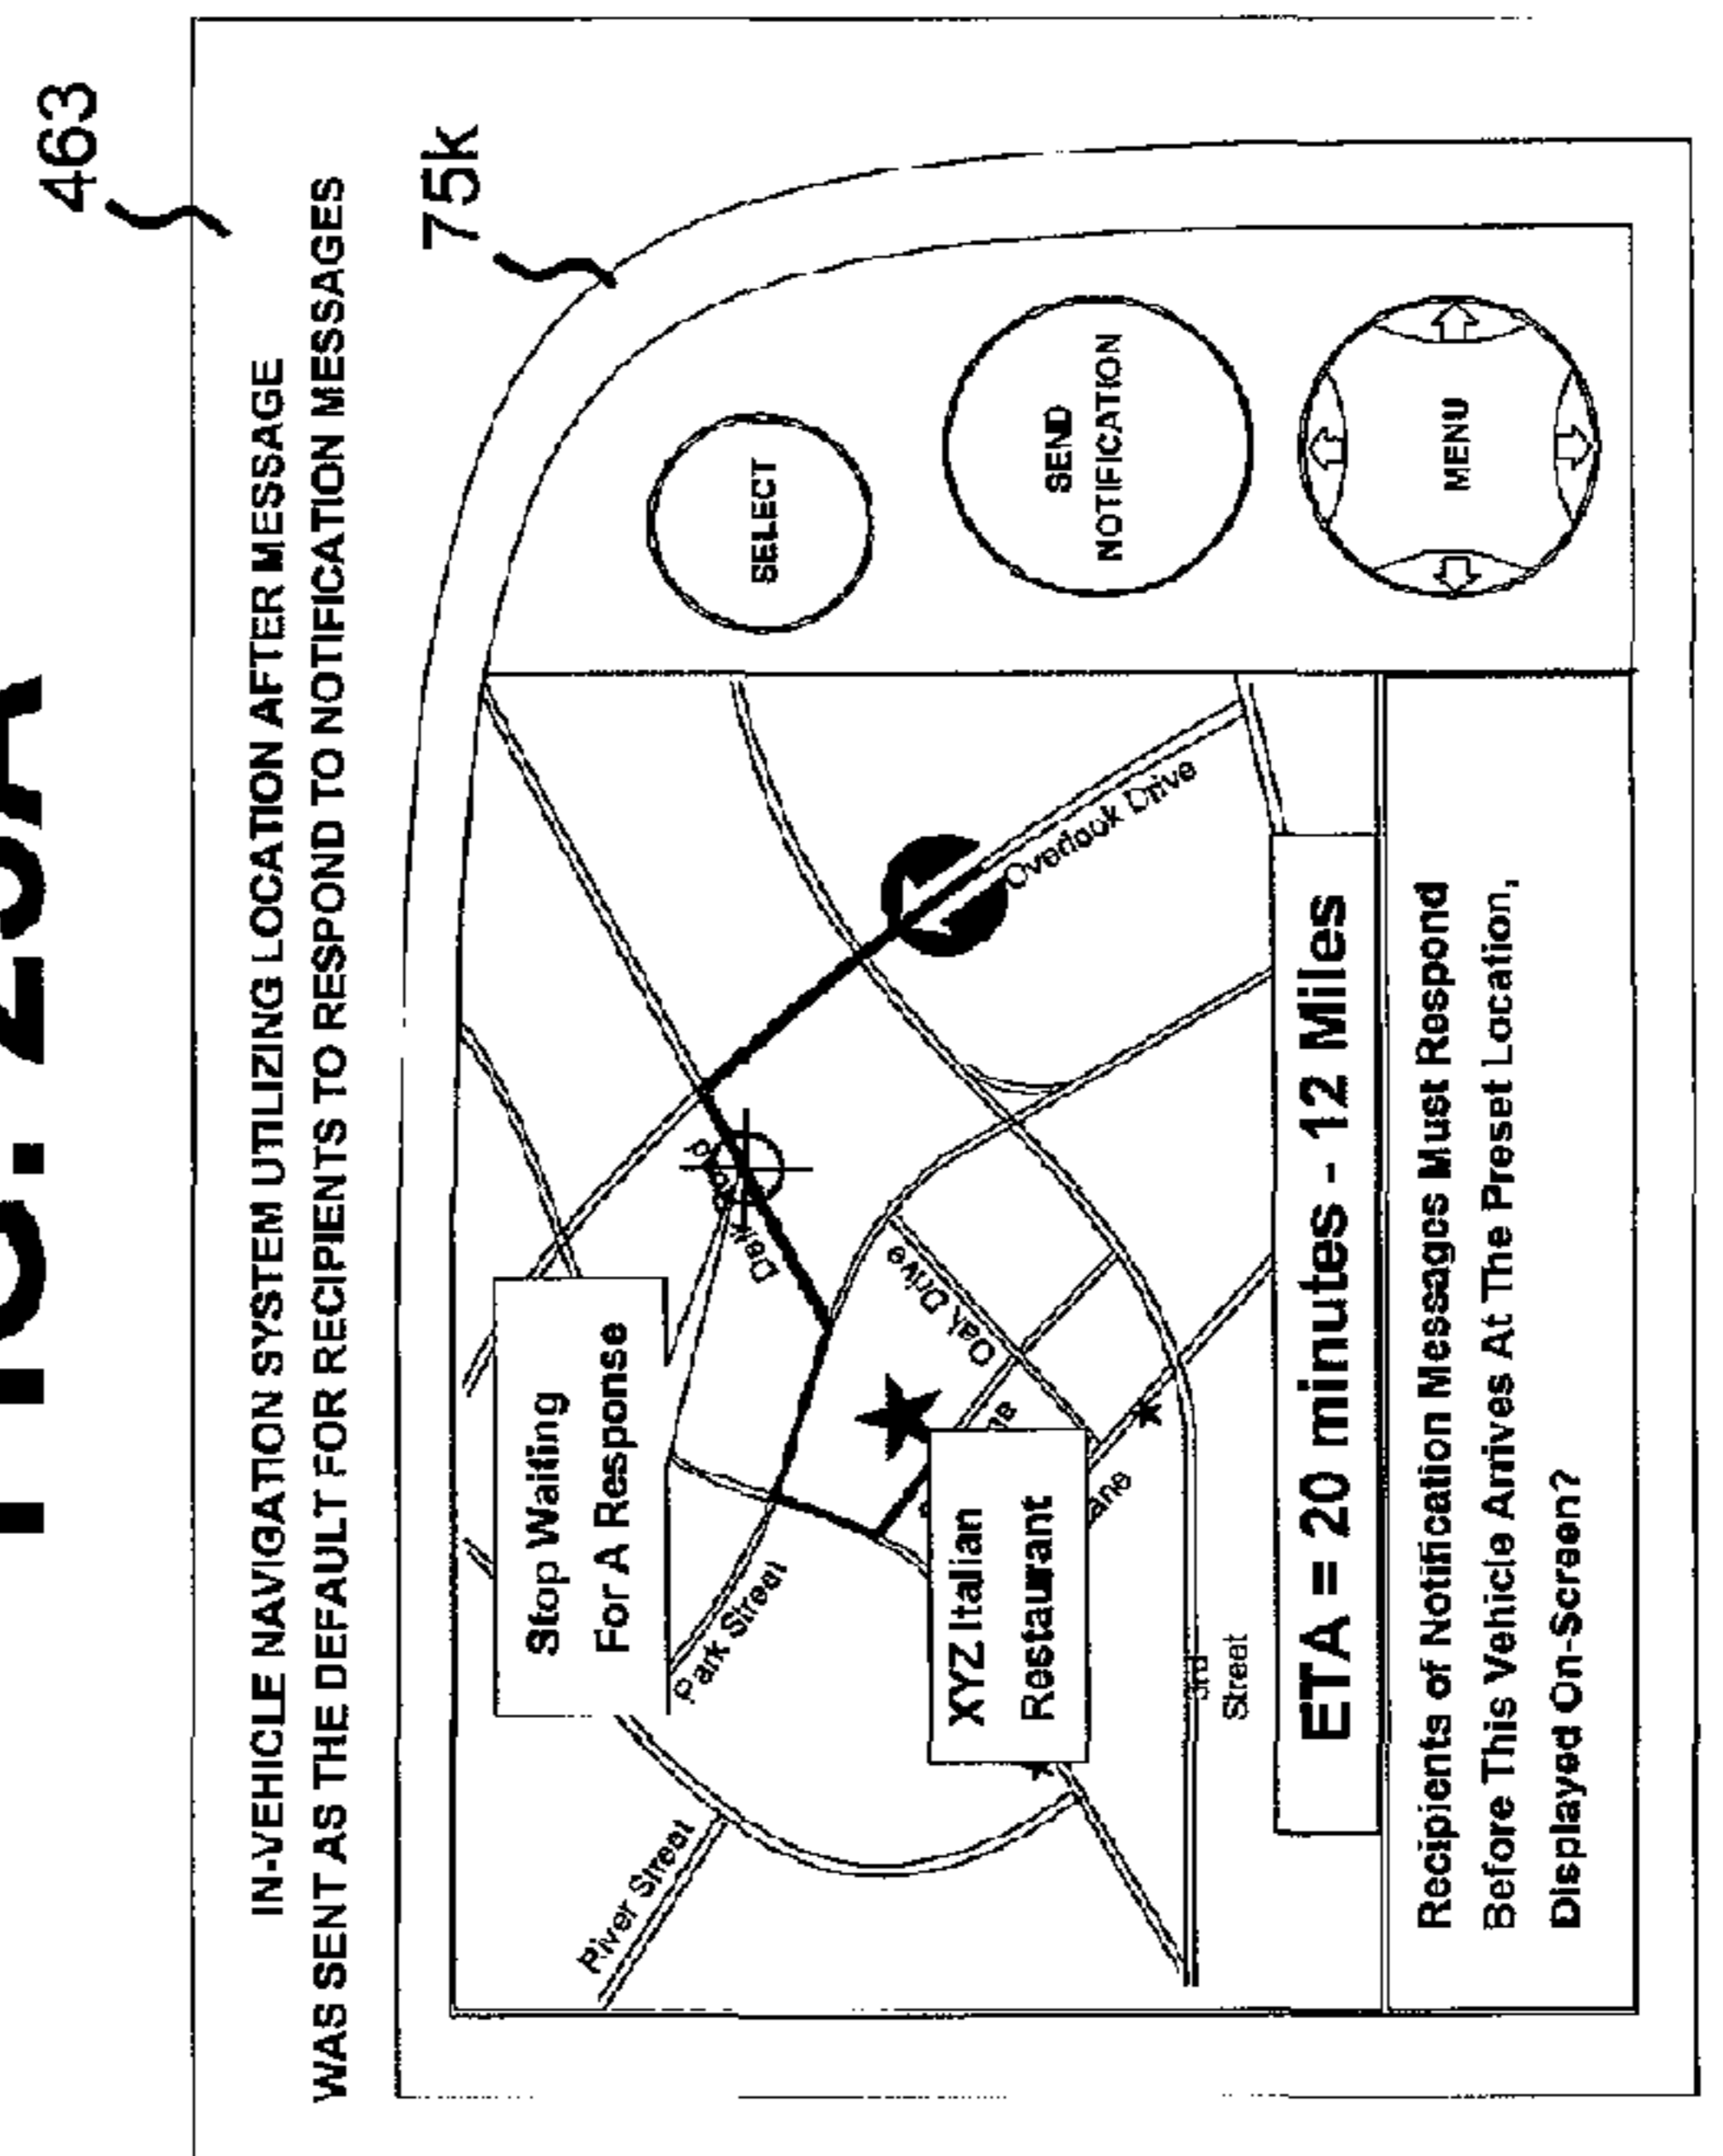 463
IN-VEHICLE NAVIGATION SYSTEM UTILIZING LOCATION AFTER MESSAGE
WAS SENT AS THE DEFAULT FOR RECIPIENTS TO RESPOND TO NOTIFICATION MESSAGES
75k
Stop Waiting
For A Response
River Street
Park Street
Oak Drive
Overlook Drive
XYZ Italian
Restaurant
3rd
Street
SELECT
SEND
NOTIFICATION
MENU
ETA = 20 minutes - 12 Miles
Recipients of Notification Messages Must Respond
Before This Vehicle Arrives At The Preset Location,
Displayed On-Screen?